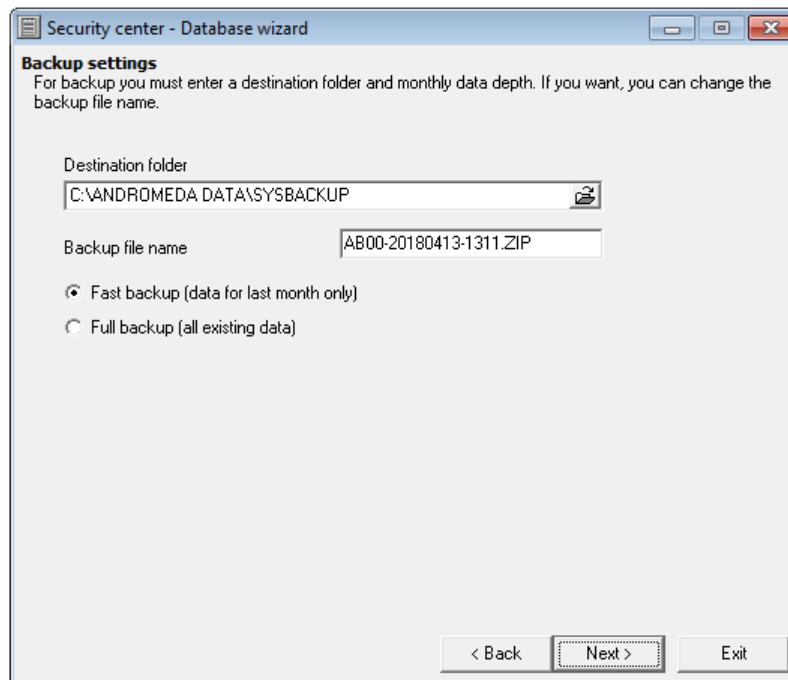 Security center - Database wizard
Backup settings
For backup you must enter a destination folder and monthly data depth. If you want, you can change the
backup file name.
Destination folder
C:\ANDROMEDA DATA\SYSBACKUP
Backup file name
AB00-20180413-1311.ZIP
Fast backup (data for last month only)
Full backup (all existing data)
< Back
Next >
Exit